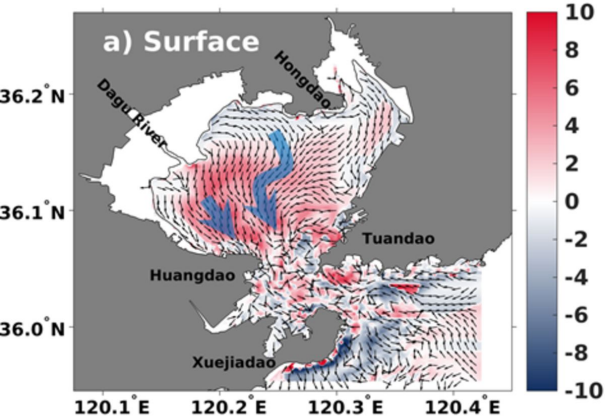 a) Surface
Hongdao
Dagu River
Tuandao
Huangdao
Xuejiadao
36.2°N
36.1°N
36.0°N
120.1°E 120.2°E 120.3°E 120.4°E
10
8
6
4
2
0
-2
-4
-6
-8
-10